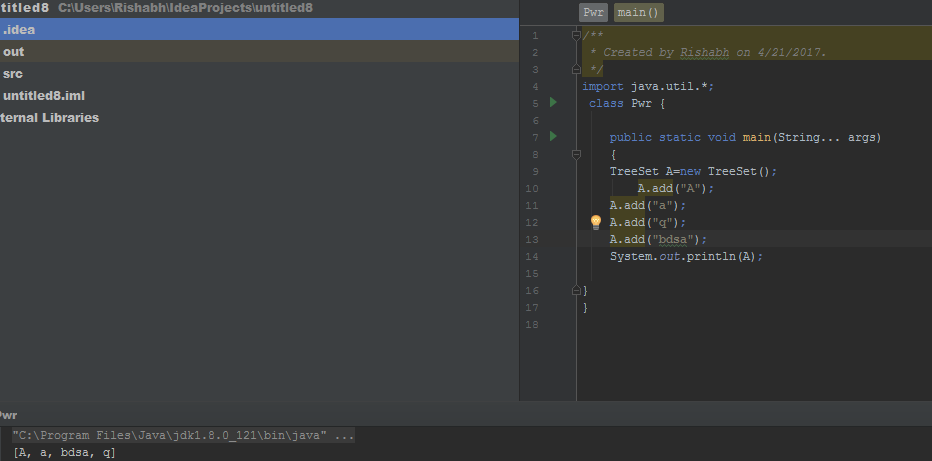 titled8 C:\Users\Rishabh\IdeaProjects\untitled8
.idea
out
src
untitled8.iml
ternal Libraries
Pwr main()
1 /**
2 * Created by Rishabh on 4/21/2017.
3 */
4 import java.util.*;
5 class Pwr {
6
7 public static void main(String... args)
8 {
9 TreeSet A=new TreeSet();
10 A.add("A");
11 A.add("a");
12 A.add("q");
13 A.add("bdsa");
14 System.out.println(A);
15
16 }
17 }
18
Pwr
"C:\Program Files\Java\jdk1.8.0_121\bin\java" ...
[A, a, bdsa, q]